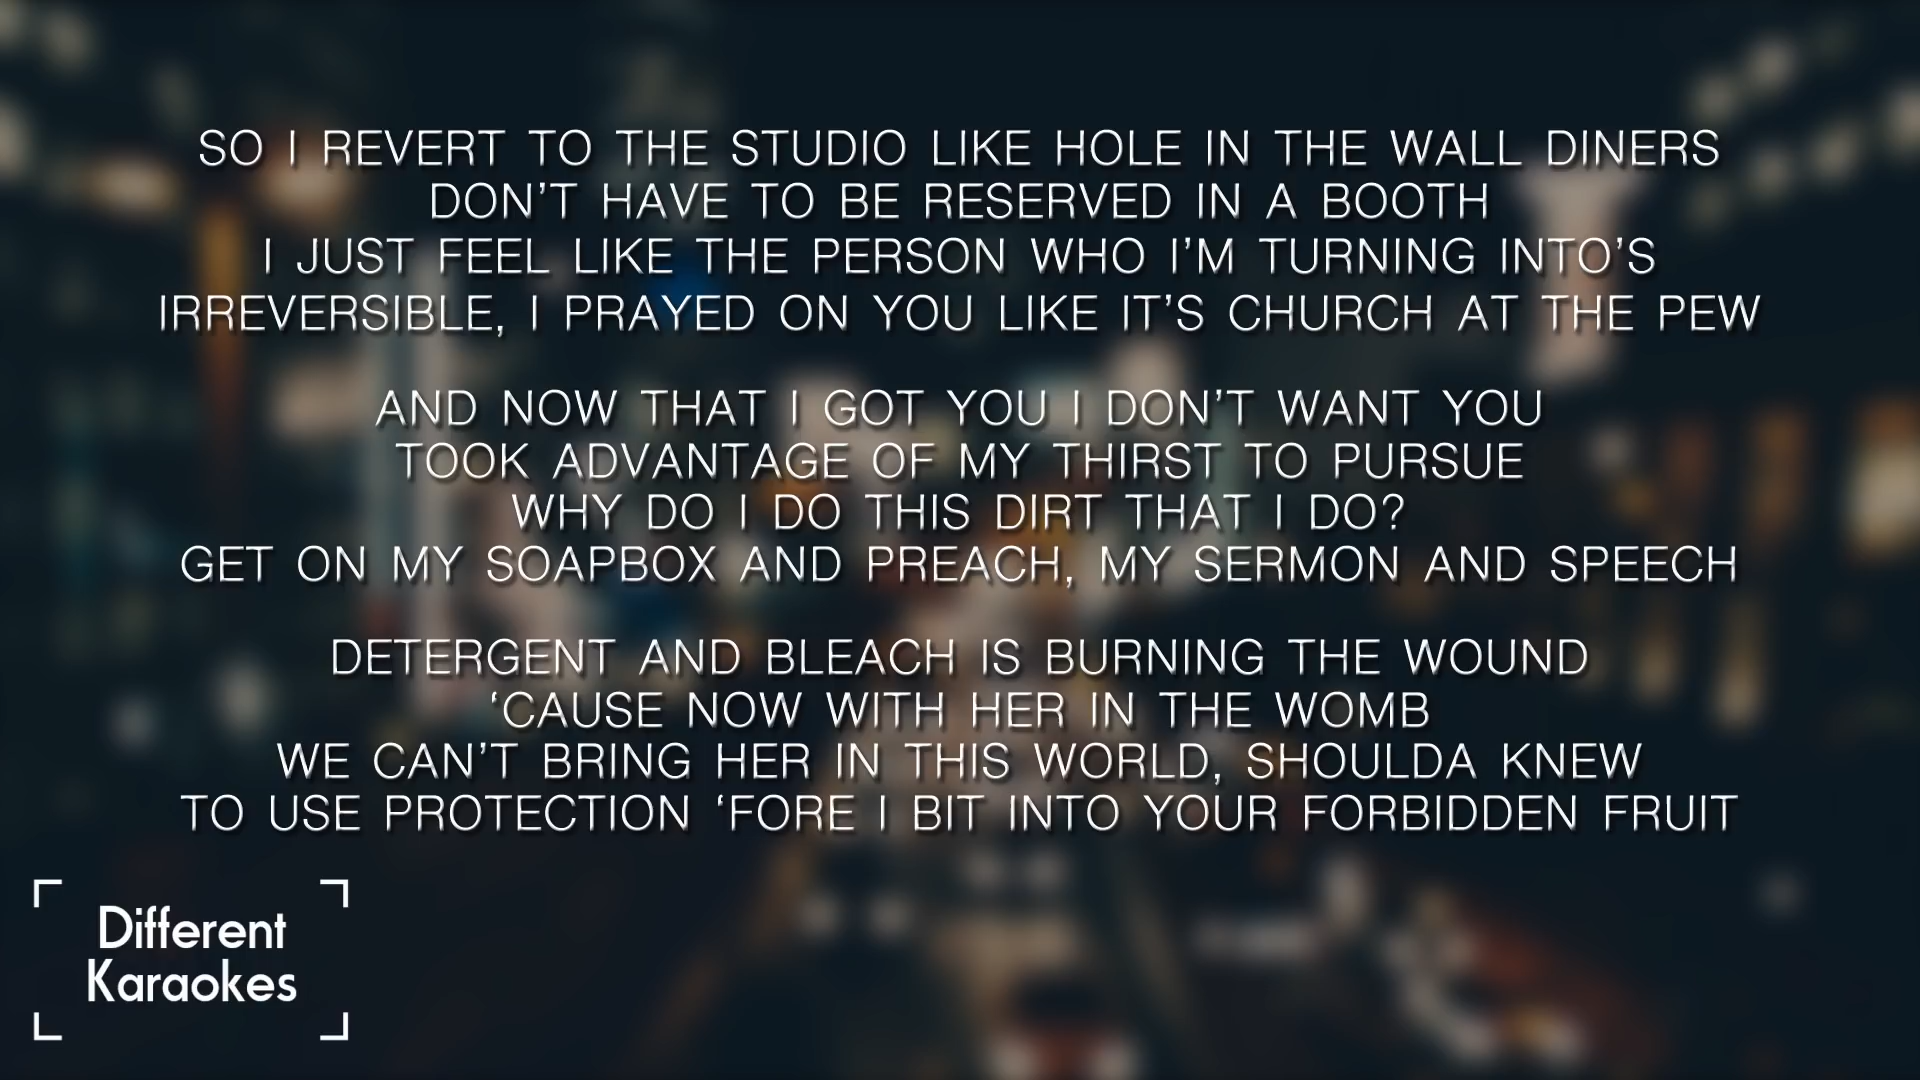 SO I REVERT TO THE STUDIO LIKE HOLE IN THE WALL DINERS
DON'T HAVE TO BE RESERVED IN A BOOTH
I JUST FEEL LIKE THE PERSON WHO I'M TURNING INTO'S
IRREVERSIBLE, I PRAYED ON YOU LIKE IT'S CHURCH AT THE PEW
AND NOW THAT I GOT YOU I DON'T WANT YOU
TOOK ADVANTAGE OF MY THIRST TO PURSUE
WHY DO I DO THIS DIRT THAT I DO?
GET ON MY SOAPBOX AND PREACH, MY SERMON AND SPEECH
DETERGENT AND BLEACH IS BURNING THE WOUND
‘CAUSE NOW WITH HER IN THE WOMB
WE CAN'T BRING HER IN THIS WORLD, SHOULDA KNEW
TO USE PROTECTION ‘FORE I BIT INTO YOUR FORBIDDEN FRUIT
Different
Karaokes